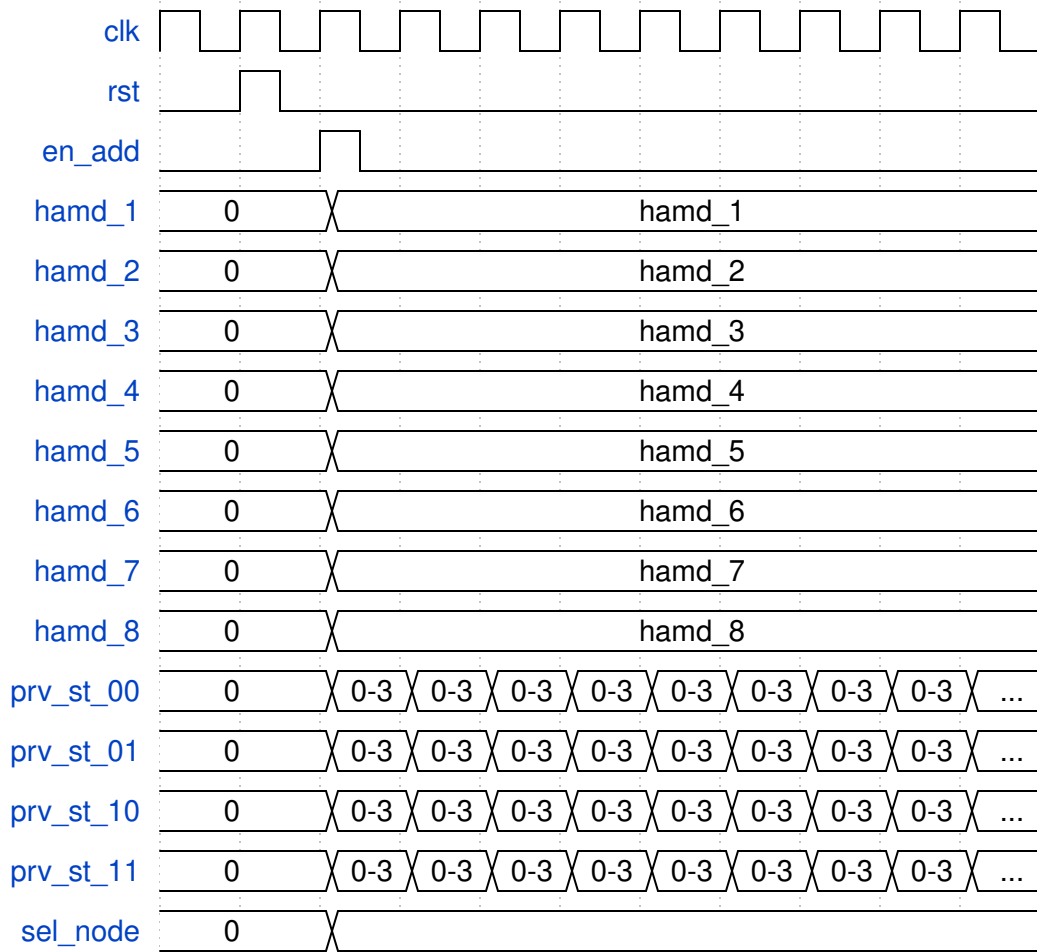 clk
rst
en_add
hamd_1 0 hamd_1
hamd_2 0 hamd_2
hamd_3 0 hamd_3
hamd_4 0 hamd_4
hamd_5 0 hamd_5
hamd_6 0 hamd_6
hamd_7 0 hamd_7
hamd_8 0 hamd_8
prv_st_00 0 0-3 0-3 0-3 0-3 0-3 0-3 0-3 0-3 ...
prv_st_01 0 0-3 0-3 0-3 0-3 0-3 0-3 0-3 0-3 ...
prv_st_10 0 0-3 0-3 0-3 0-3 0-3 0-3 0-3 0-3 ...
prv_st_11 0 0-3 0-3 0-3 0-3 0-3 0-3 0-3 0-3 ...
sel_node 0